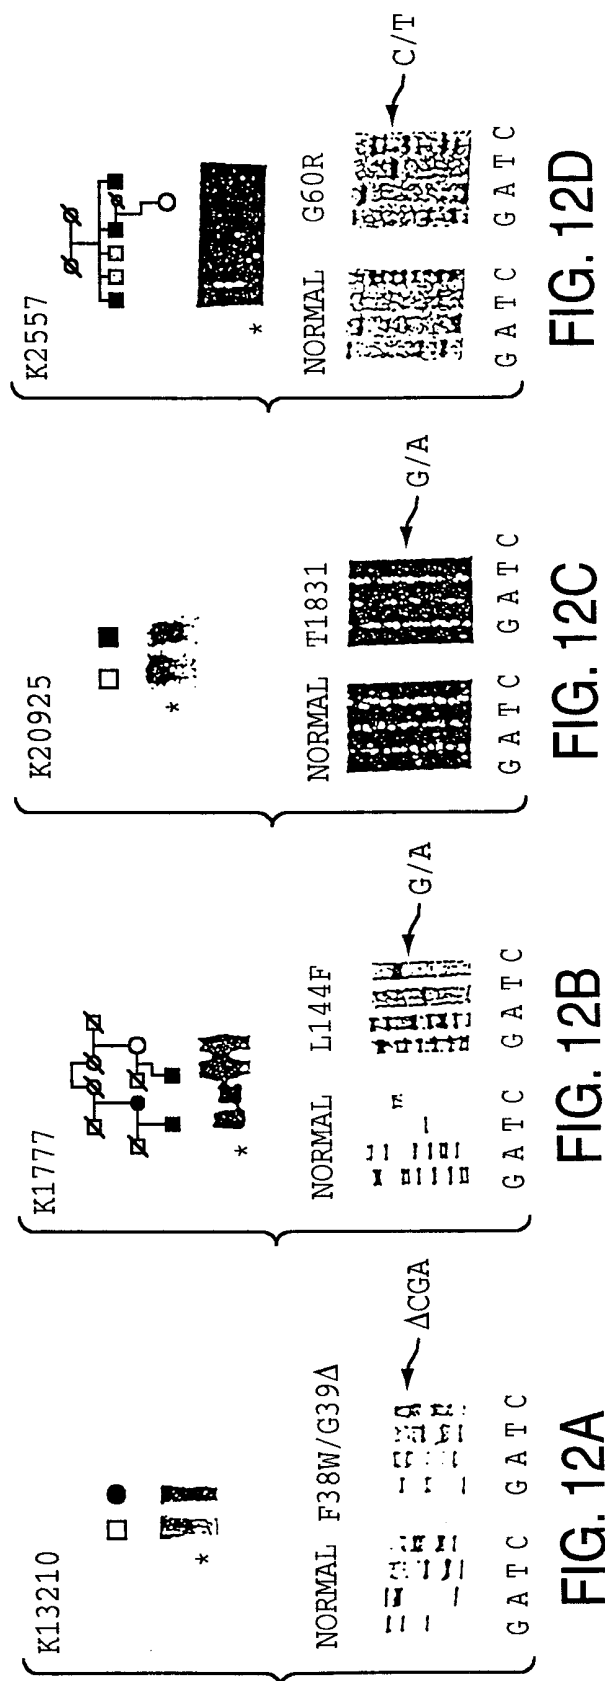 K13210
*
NORMAL F38W/G39Δ
ΔCGA
G A T C G A T C
FIG. 12A
K1777
*
NORMAL L144F
G/A
G A T C G A T C
FIG. 12B
K20925
*
NORMAL T1831
G/A
G A T C G A T C
FIG. 12C
K2557
*
NORMAL G60R
C/T
G A T C G A T C
FIG. 12D